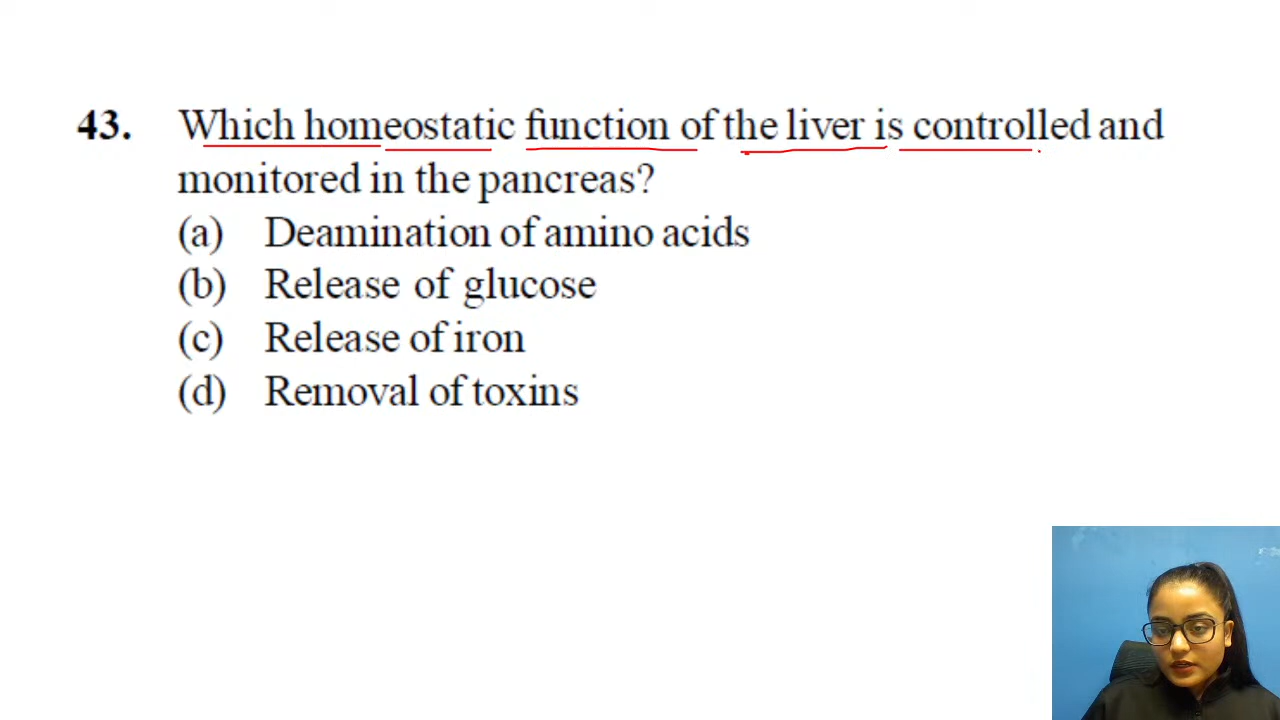 43. Which homeostatic function of the liver is controlled and
monitored in the pancreas?
(a) Deamination of amino acids
(b) Release of glucose
(c) Release of iron
(d) Removal of toxins